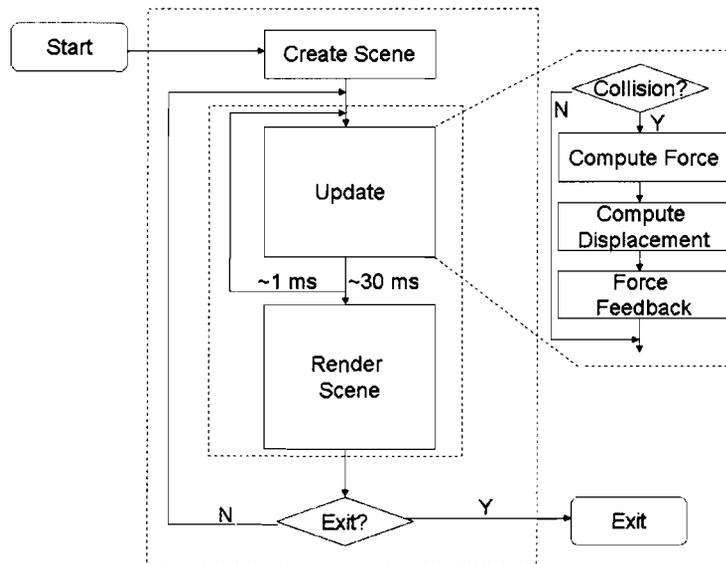 Start
Create Scene
Collision?
N
Y
Compute Force
Update
Compute
Displacement
~1 ms
~30 ms
Force
Feedback
Render
Scene
N
Exit?
Y
Exit